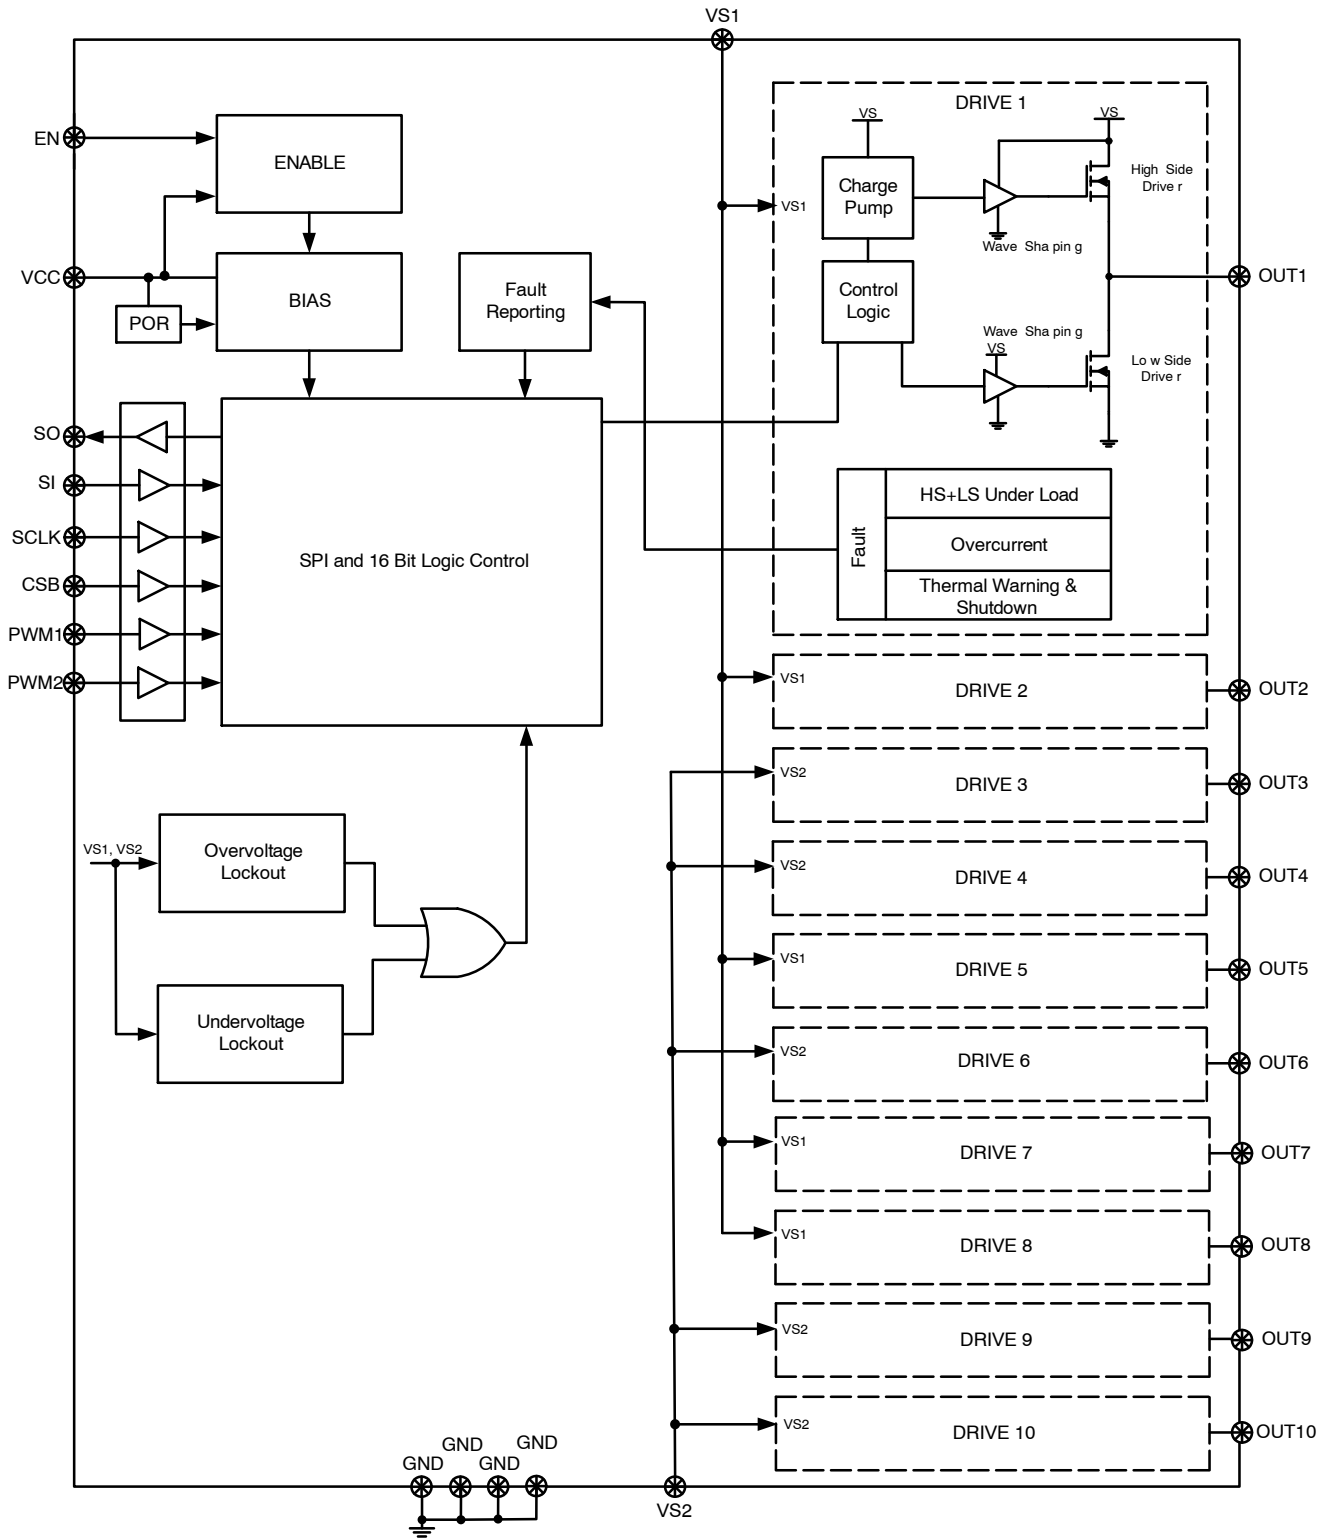 VS1
DRIVE 1
VS
VS
EN
ENABLE
High Side
Drive r
Charge
Pump
VS1
Wave Sha pin g
VCC
BIAS
Fault
Reporting
Control
Logic
OUT1
POR
Wave Sha pin g
VS
Lo w Side
Drive r
SO
SI
SCLK
CSB
PWM1
PWM2
SPI and 16 Bit Logic Control
Fault
HS+LS Under Load
Overcurrent
Thermal Warning &
Shutdown
VS1
DRIVE 2
OUT2
VS2
DRIVE 3
OUT3
VS1, VS2
Overvoltage
Lockout
VS2
DRIVE 4
OUT4
VS1
DRIVE 5
OUT5
Undervoltage
Lockout
VS2
DRIVE 6
OUT6
VS1
DRIVE 7
OUT7
VS1
DRIVE 8
OUT8
VS2
DRIVE 9
OUT9
VS2
DRIVE 10
OUT10
GND
GND
GND
GND
VS2